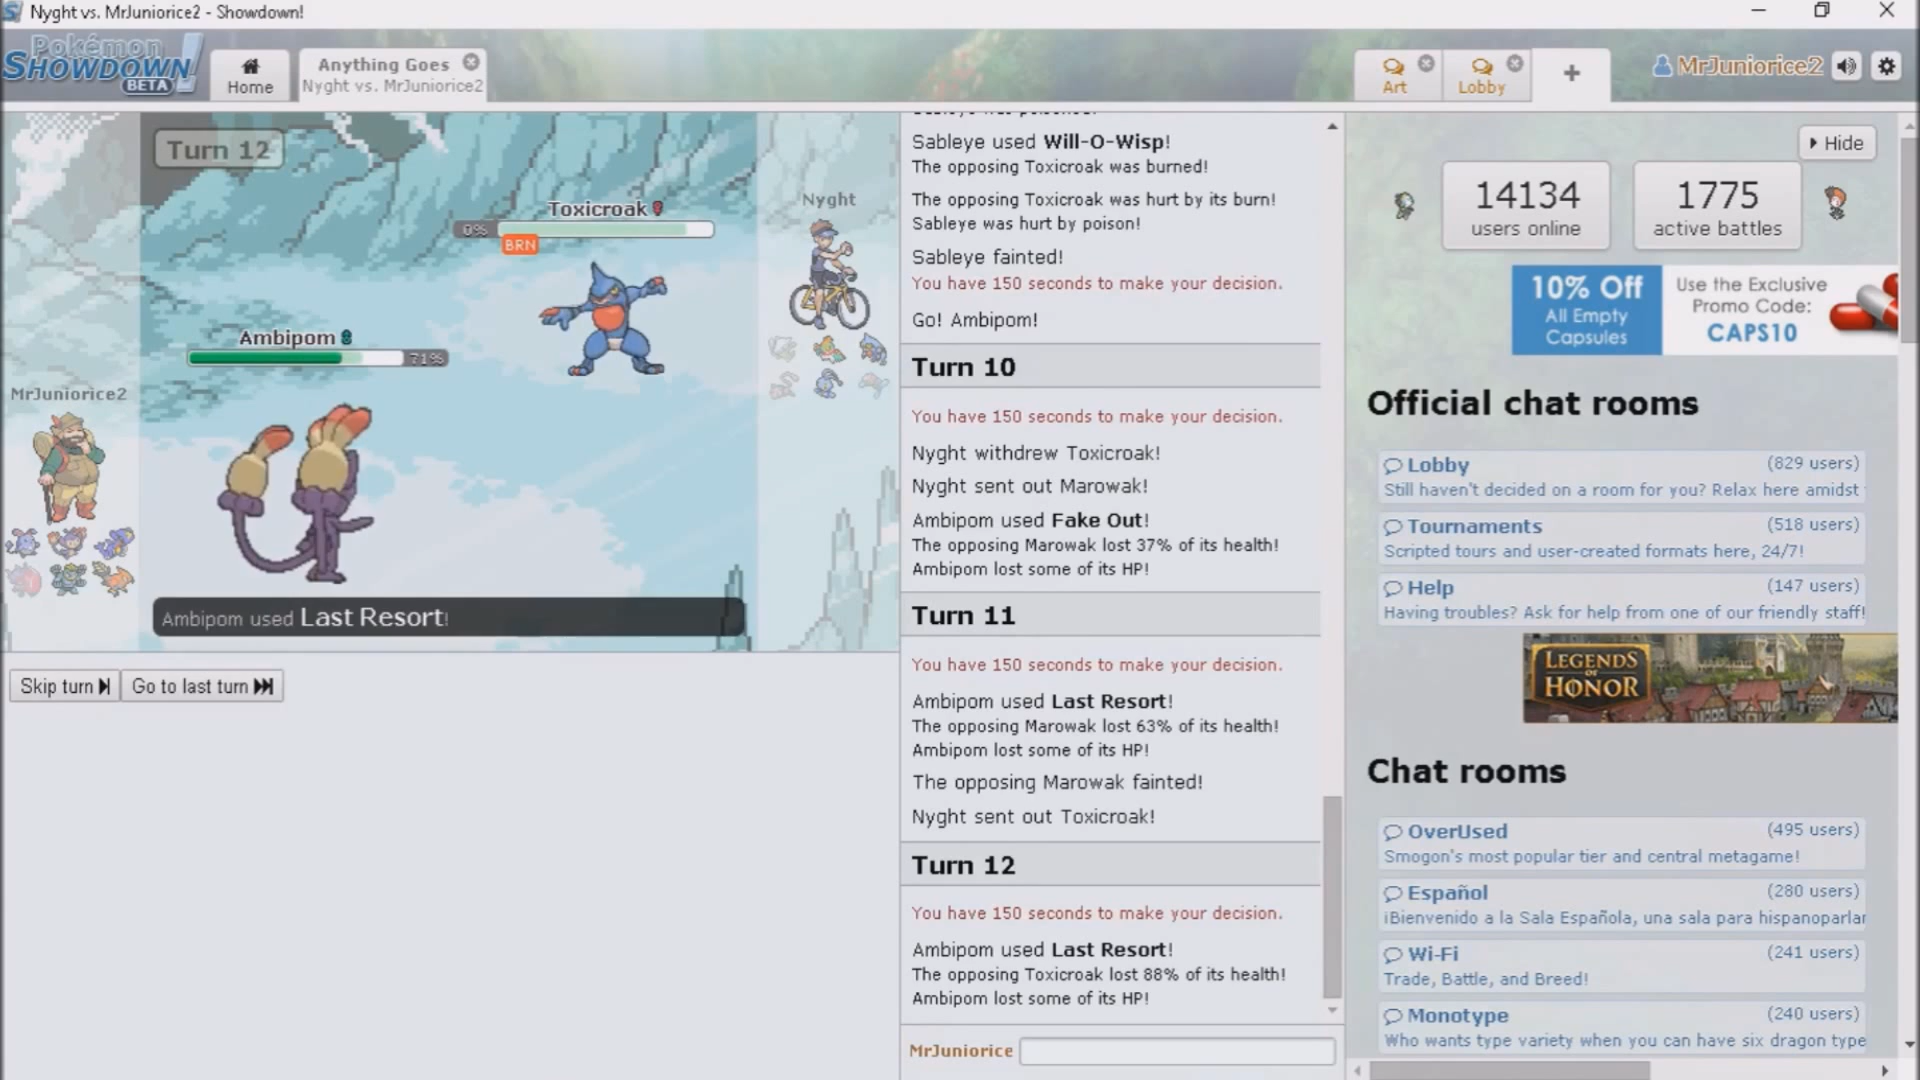 Nyght vs. MrJuniorice2 - Showdown!
Pokémon
SHOWDOWN!
BETA
Home
Anything Goes
Nyght vs. MrJuniorice2
Art
Lobby
+
MrJuniorice2
Turn 12
Toxicroak
0%
BRN
Nyght
Ambipom
71%
MrJuniorice2
Ambipom used Last Resort!
Skip turn
Go to last turn
Sableye used Will-O-Wisp!
The opposing Toxicroak was burned!
The opposing Toxicroak was hurt by its burn!
Sableye was hurt by poison!
Sableye fainted!
You have 150 seconds to make your decision.
Go! Ambipom!
Turn 10
You have 150 seconds to make your decision.
Nyght withdrew Toxicroak!
Nyght sent out Marowak!
Ambipom used Fake Out!
The opposing Marowak lost 37% of its health!
Ambipom lost some of its HP!
Turn 11
You have 150 seconds to make your decision.
Ambipom used Last Resort!
The opposing Marowak lost 63% of its health!
Ambipom lost some of its HP!
The opposing Marowak fainted!
Nyght sent out Toxicroak!
Turn 12
You have 150 seconds to make your decision.
Ambipom used Last Resort!
The opposing Toxicroak lost 88% of its health!
Ambipom lost some of its HP!
MrJuniorice
Hide
14134
users online
1775
active battles
10% Off
All Empty
Capsules
Use the Exclusive
Promo Code:
CAPS10
Official chat rooms
Lobby (829 users)
Still haven't decided on a room for you? Relax here amidst
Tournaments (518 users)
Scripted tours and user-created formats here, 24/7!
Help (147 users)
Having troubles? Ask for help from one of our friendly staff!
LEGENDS
OF
HONOR
Chat rooms
OverUsed (495 users)
Smogon's most popular tier and central metagame!
Español (280 users)
¡Bienvenido a la Sala Española, una sala para hispanoparlar
Wi-Fi (241 users)
Trade, Battle, and Breed!
Monotype (240 users)
Who wants type variety when you can have six dragon type